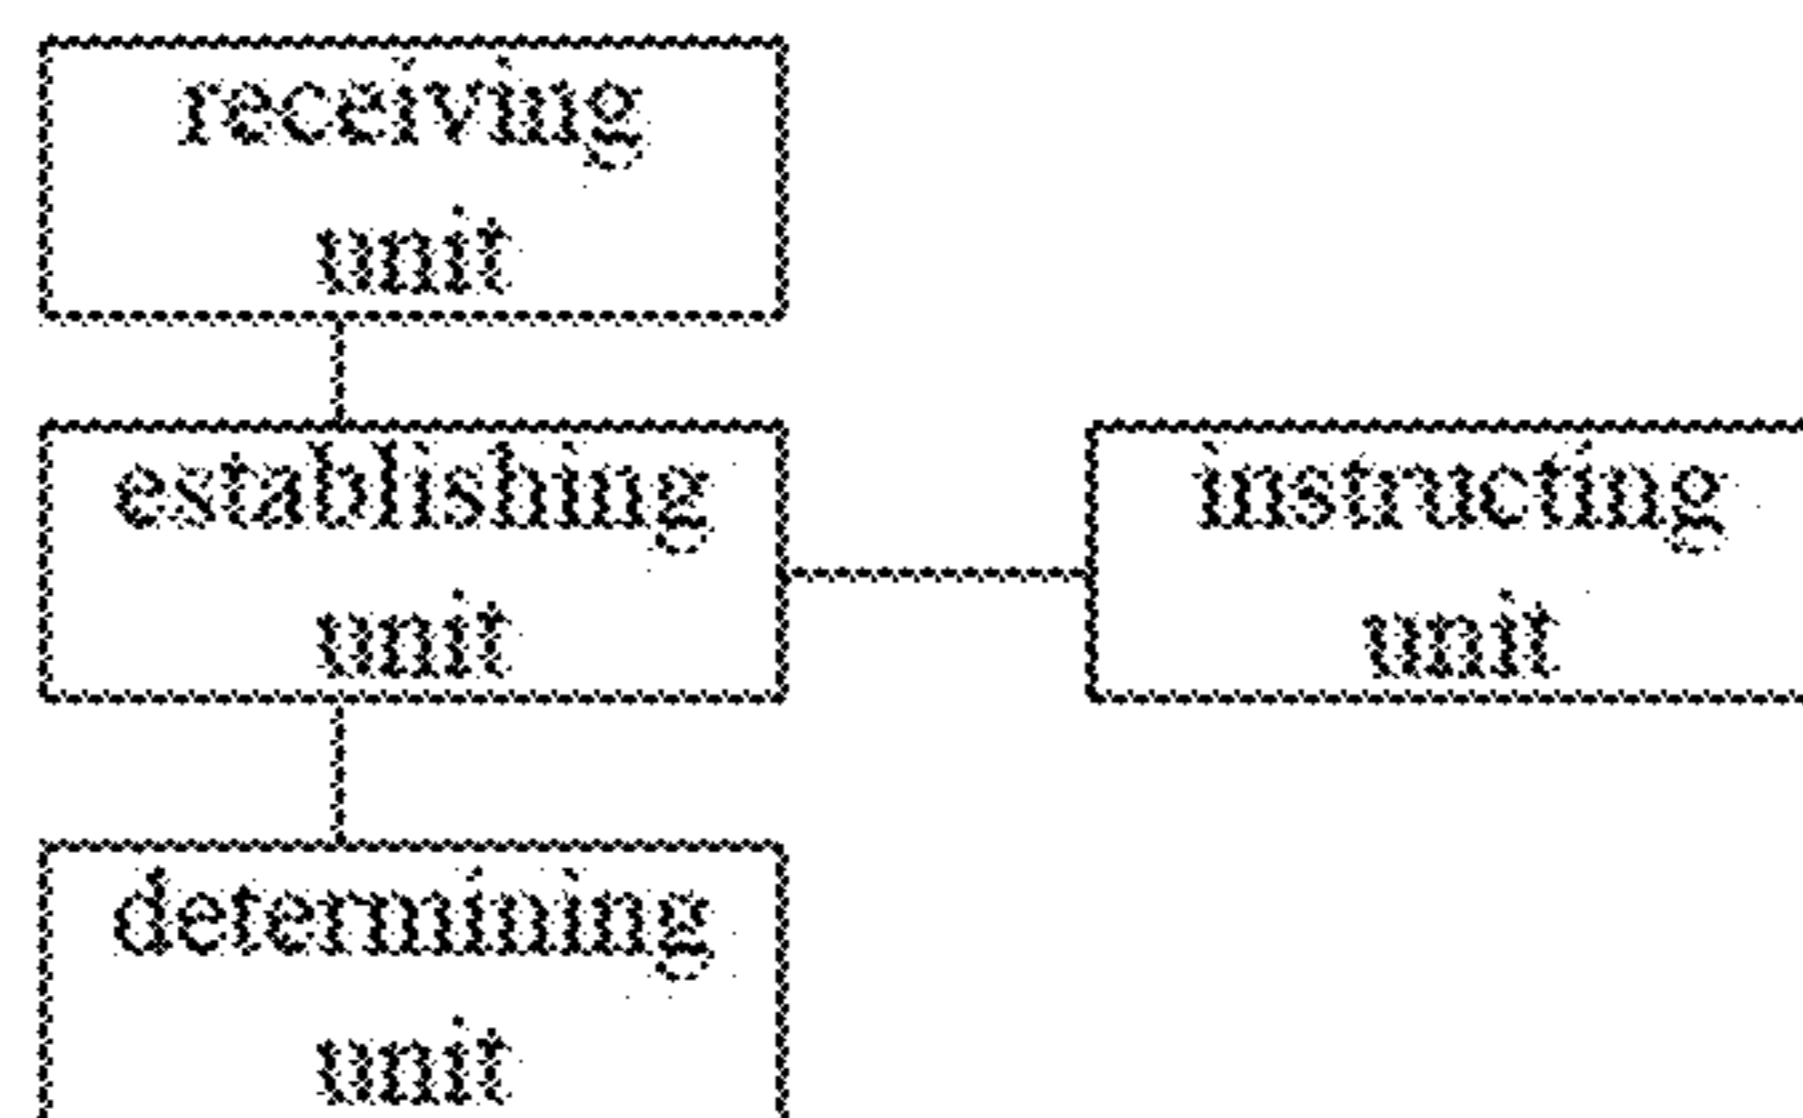 receiving
unit
establishing
unit
instructing
unit
determining
unit